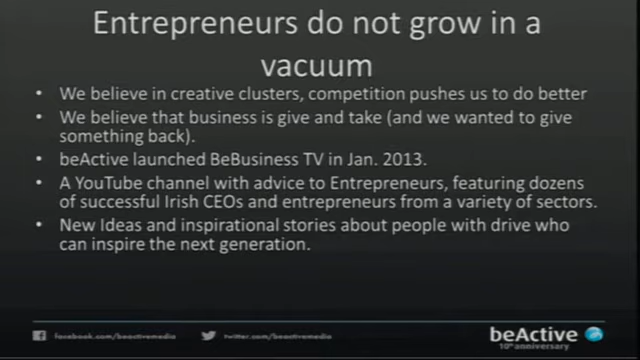 Entrepreneurs do not grow in a
vacuum
• We believe in creative clusters, competition pushes us to do better
• We believe that business is give and take (and we wanted to give
something back).
• beActive launched BeBusiness TV in Jan. 2013.
• A YouTube channel with advice to Entrepreneurs, featuring dozens
of successful Irish CEOs and entrepreneurs from a variety of sectors.
• New Ideas and inspirational stories about people with drive who
can inspire the next generation.
facebook.com/beactivemedia twitter.com/beactivemedia beActive
10th anniversary